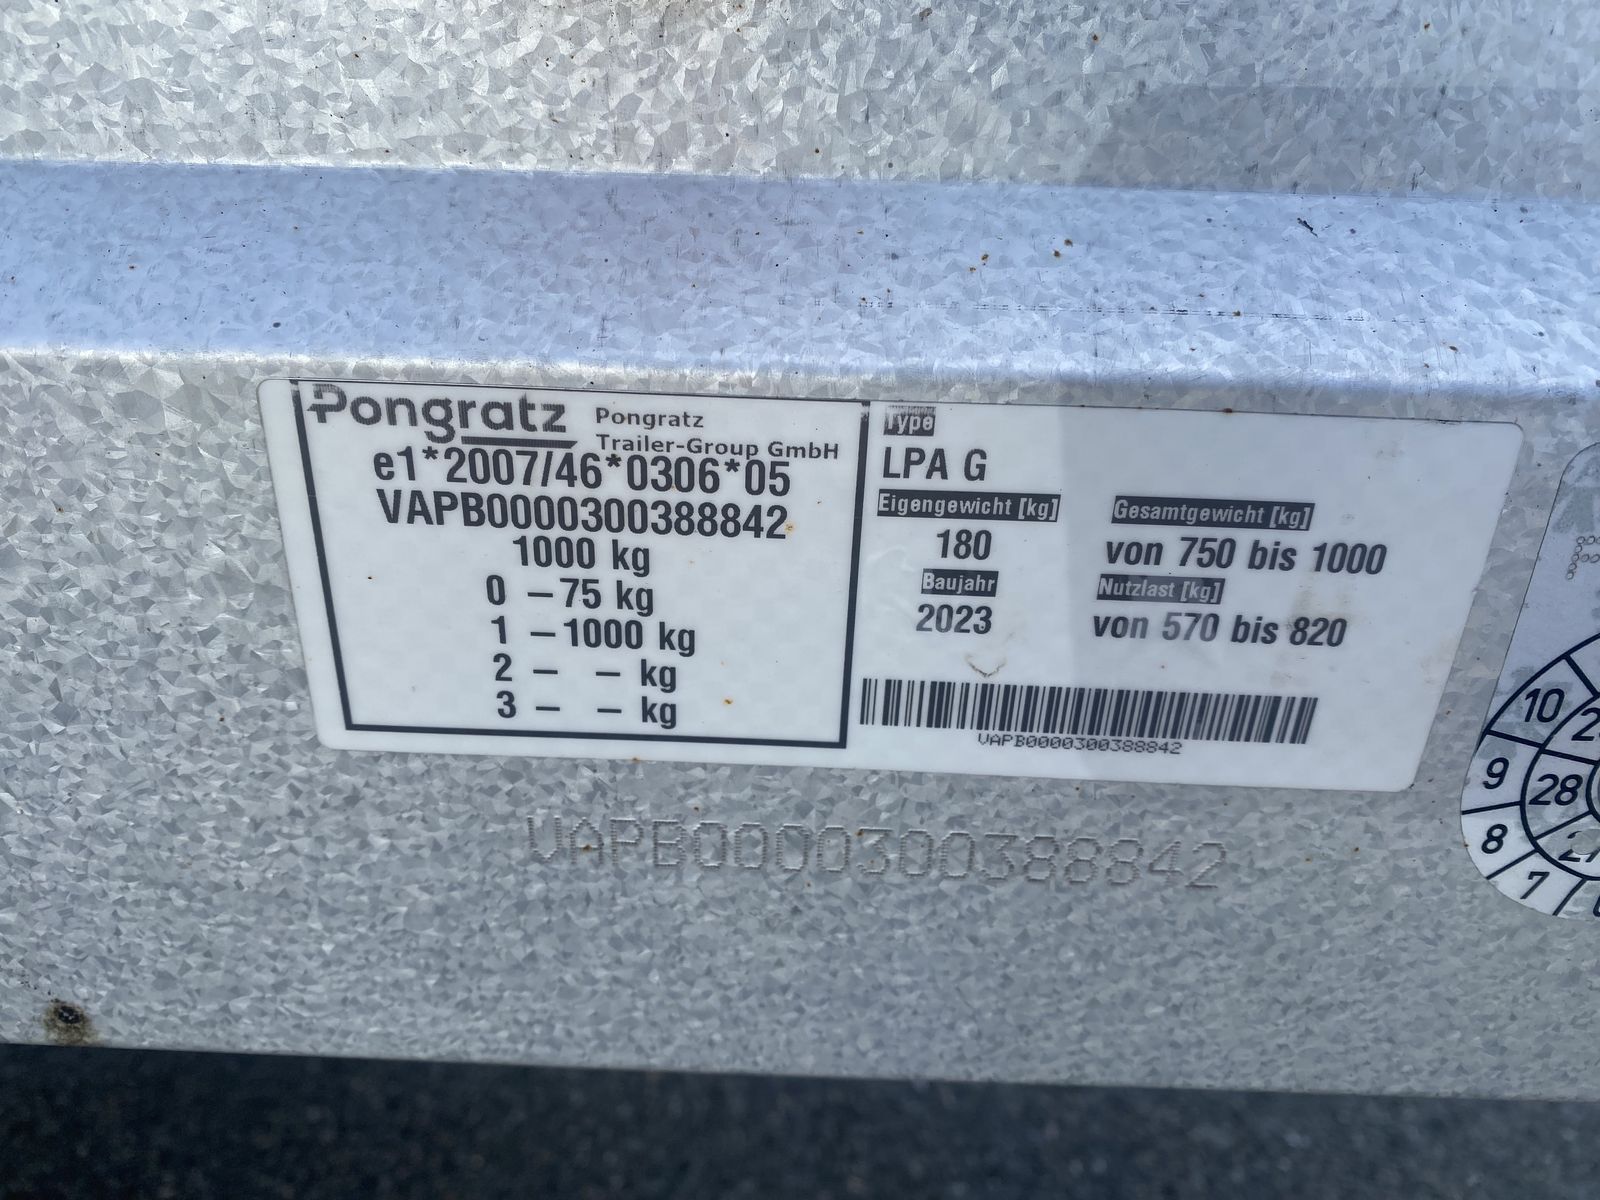 Pongratz
Pongratz
Trailer-Group GmbH
e1*2007/46*0306*05
VAPB0000300388842
1000 kg
0 – 75 kg
1 – 1000 kg
2 – – kg
3 – – kg
Type
LPA G
Eigengewicht [kg]
180
Gesamtgewicht [kg]
von 750 bis 1000
Baujahr
2023
Nutzlast [kg]
von 570 bis 820
VAPB0000300388842
VAPB0000300388842
10
9
28
8
27
7